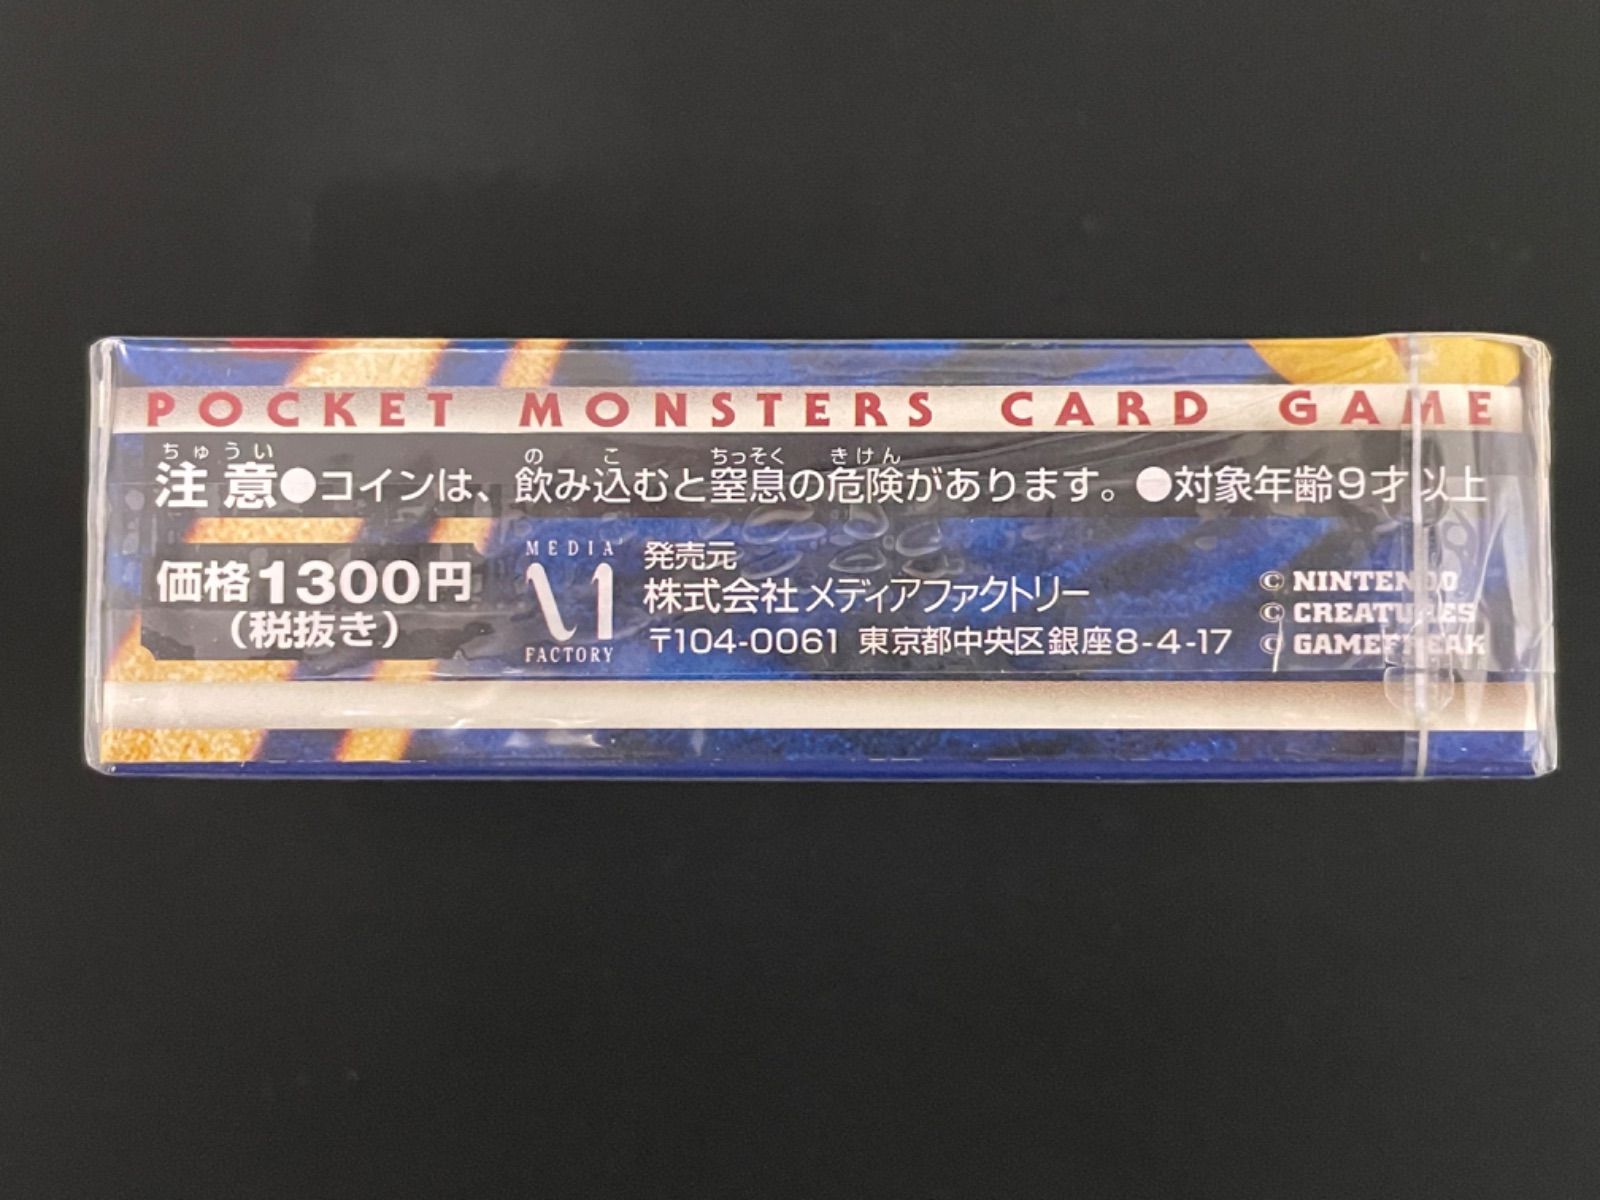 POCKET MONSTERS CARD GAME
ちゅうい の こ ちっそく きけん
注意●コインは、飲み込むと窒息の危険があります。●対象年齢9才以上
価格1300円
(税抜き)
MEDIA
FACTORY
発売元
株式会社メディアファクトリー
〒104-0061 東京都中央区銀座8-4-17
© NINTENDO
© CREATURES
© GAMEFREAK